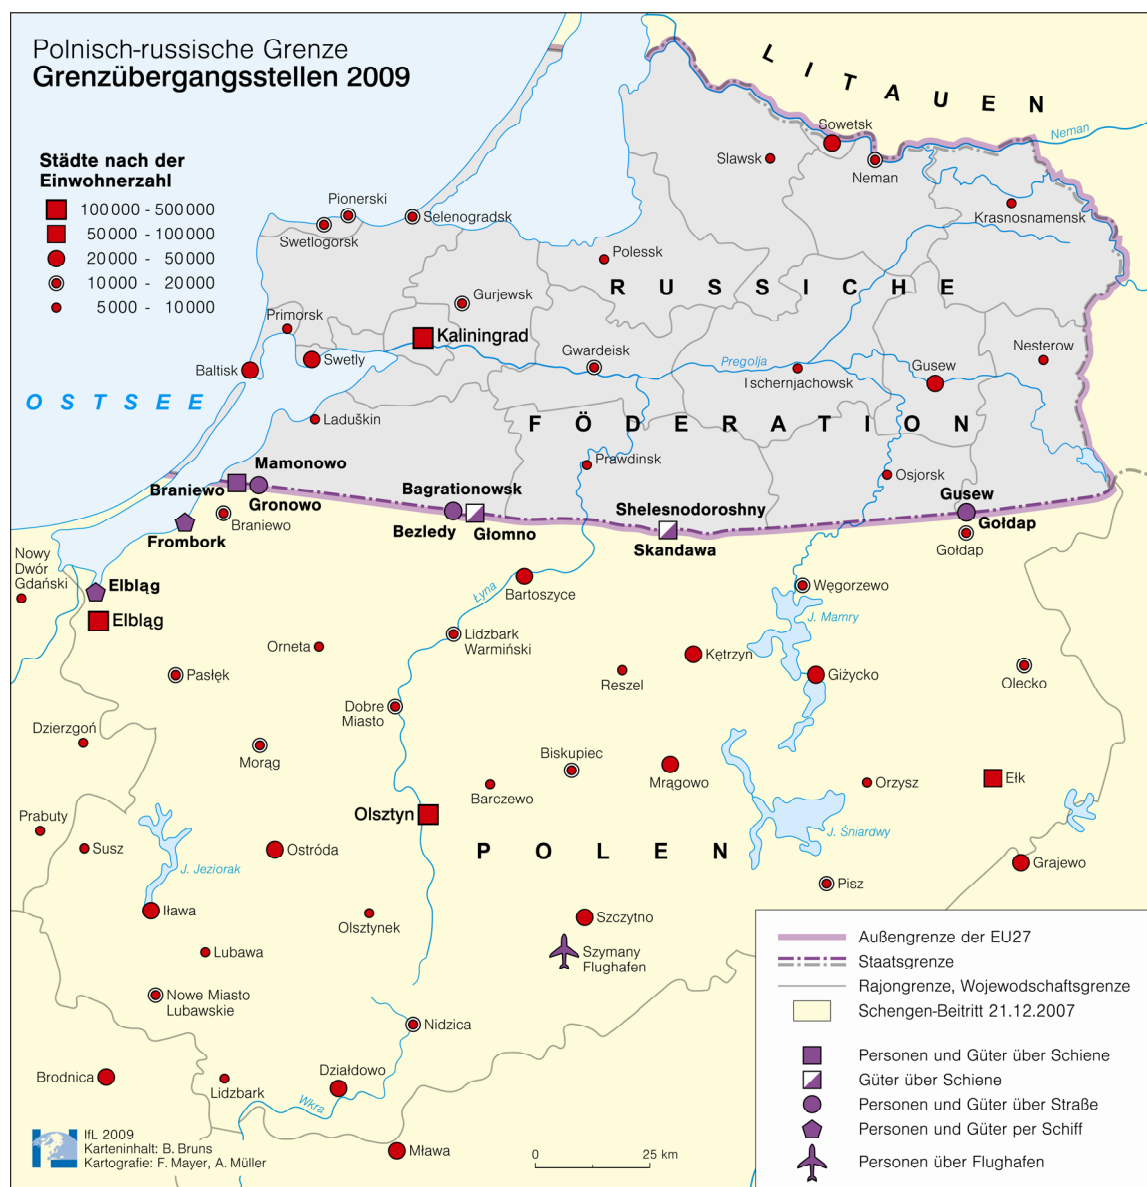 Polnisch-russische Grenze
Grenzübergangsstellen 2009
Städte nach der
Einwohnerzahl
100 000 - 500 000
50 000 - 100 000
20 000 - 50 000
10 000 - 20 000
5000 - 10 000
LITAUEN
Neman
Sowetsk
Slawsk
Neman
Krasnosnamensk
Pionerski
Selenogradsk
Swetlogorsk
Polessk
RUSSICHE
Gurjewsk
Primorsk
Kaliningrad
Gwardeisk
Nesterow
Swetly
Baltisk
Pregolja
Gusew
Ischernjachowsk
OSTSEE
Laduškin
FÖDERATION
Prawdinsk
Osjorsk
Mamonowo
Braniewo
Gronowo
Braniewo
Bagrationowsk
Bezledy
Głomno
Shelesnodoroshny
Skandawa
Gusew
Gołdap
Gołdap
Frombork
Nowy
Dwór
Gdański
Elbląg
Elbląg
Łyna
Bartoszyce
Węgorzewo
J. Mamry
Orneta
Lidzbark
Warmiński
Kętrzyn
Reszel
Giżycko
Olecko
Pasłęk
Dobre
Miasto
Dzierzgoń
Morąg
Biskupiec
Mrągowo
Barczewo
Orzysz
Ełk
Olsztyn
Prabuty
Susz
J. Jeziorak
Ostróda
POLEN
J. Śniardwy
Grajewo
Pisz
Iława
Olsztynek
Szczytno
Lubawa
Szymany
Flughafen
Nowe Miasto
Lubawskie
Nidzica
Brodnica
Lidzbark
Działdowo
Wkra
Mława
IfL 2009
Karteninhalt: B. Bruns
Kartografie: F. Mayer, A. Müller
0 25 km
Außengrenze der EU27
Staatsgrenze
Rajongrenze, Wojewodschaftsgrenze
Schengen-Beitritt 21.12.2007
Personen und Güter über Schiene
Güter über Schiene
Personen und Güter über Straße
Personen und Güter per Schiff
Personen über Flughafen